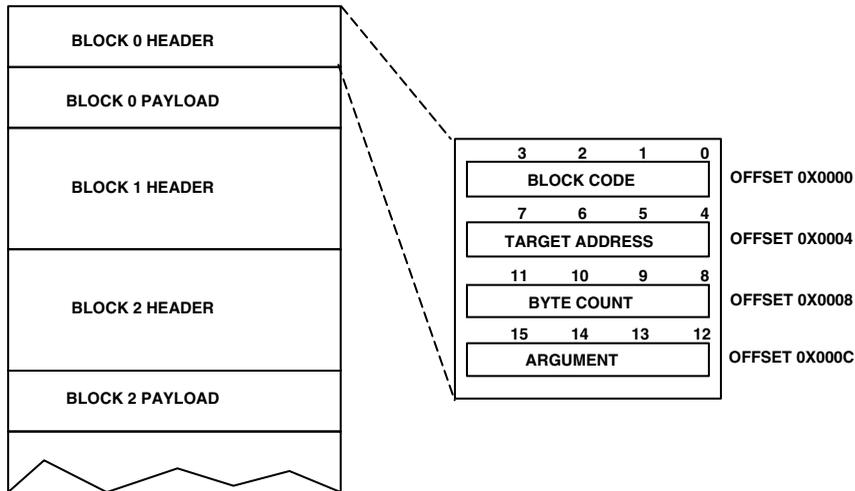 BLOCK 0 HEADER
BLOCK 0 PAYLOAD
BLOCK 1 HEADER
BLOCK 2 HEADER
BLOCK 2 PAYLOAD
3 2 1 0
BLOCK CODE OFFSET 0X0000
7 6 5 4
TARGET ADDRESS OFFSET 0X0004
11 10 9 8
BYTE COUNT OFFSET 0X0008
15 14 13 12
ARGUMENT OFFSET 0X000C